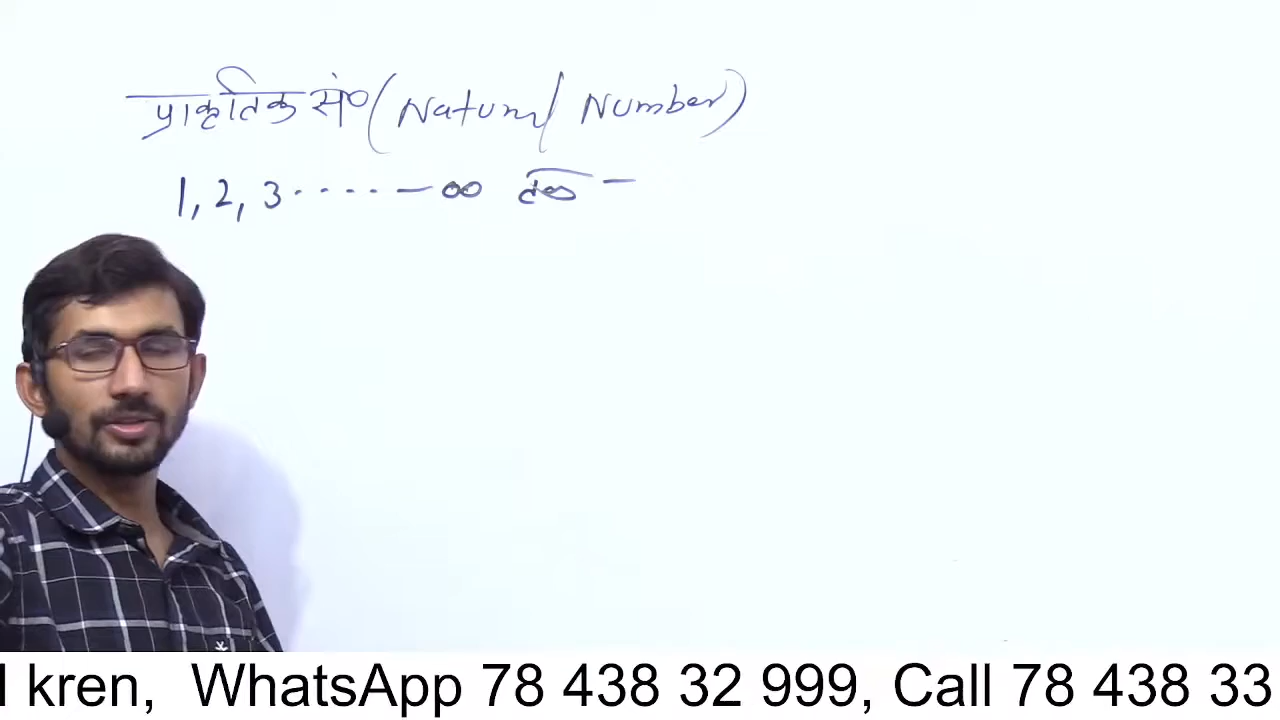 प्राकृतिक सं० (Natural Number)
1, 2, 3 ..... — ∞ तक —
kren, WhatsApp 78 438 32 999, Call 78 438 33